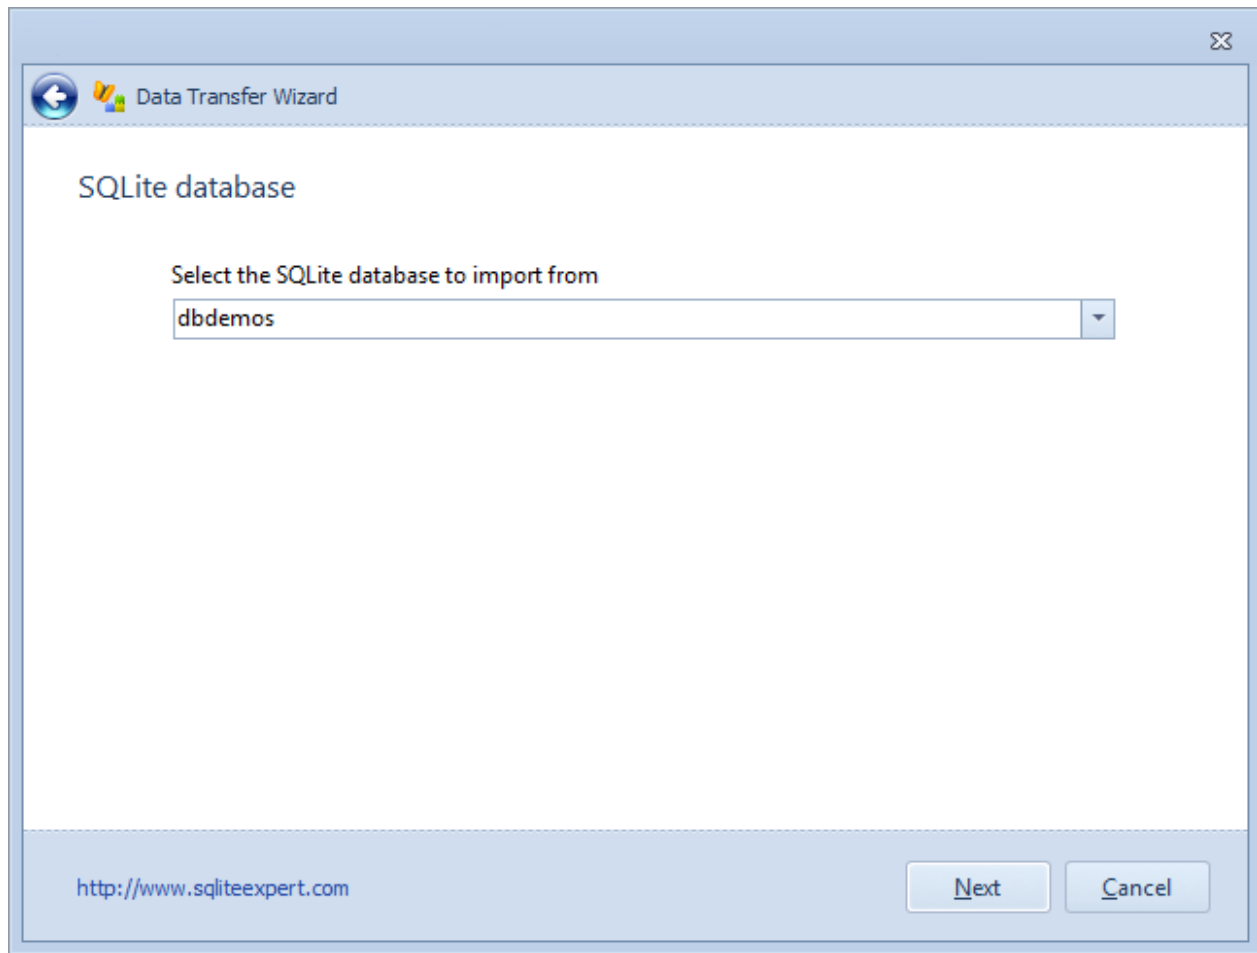 Data Transfer Wizard
SQLite database
Select the SQLite database to import from
dbdemos
http://www.sqliteexpert.com
Next
Cancel